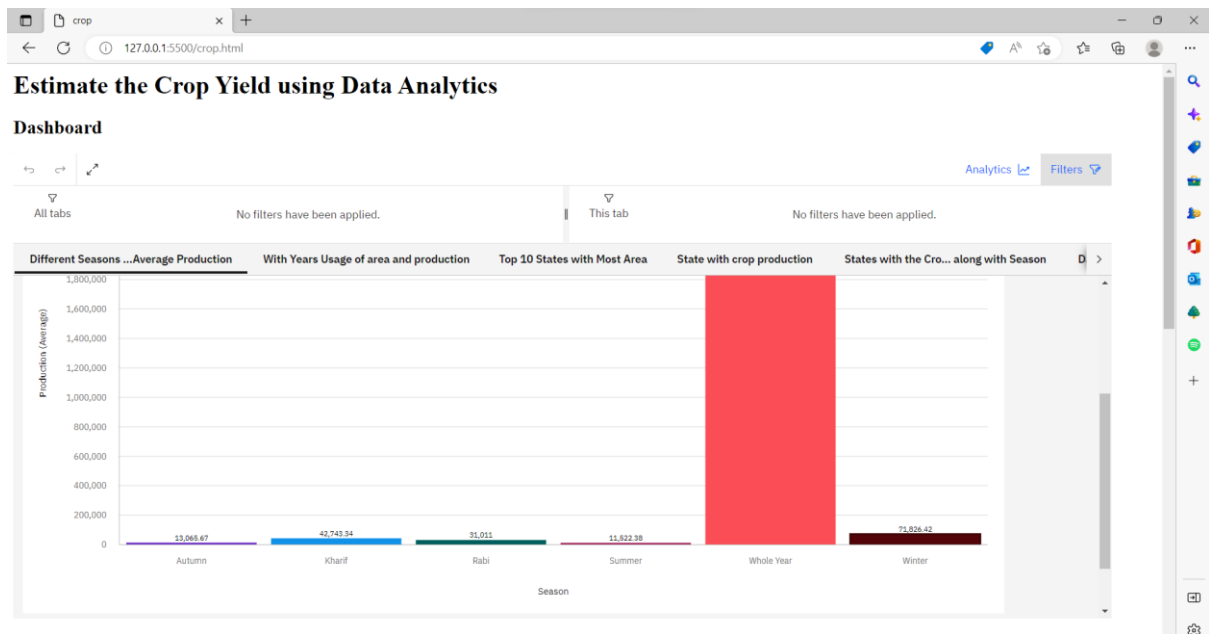 crop
127.0.0.1:5500/crop.html
Estimate the Crop Yield using Data Analytics
Dashboard
Analytics
Filters
All tabs
No filters have been applied.
This tab
No filters have been applied.
Different Seasons ...Average Production
With Years Usage of area and production
Top 10 States with Most Area
State with crop production
States with the Cro... along with Season
D
Production (Average)
1,800,000
1,600,000
1,400,000
1,200,000
1,000,000
800,000
600,000
400,000
200,000
0
13,065.67
42,743.34
31,011
11,522.38
71,826.42
Autumn
Kharif
Rabi
Summer
Whole Year
Winter
Season